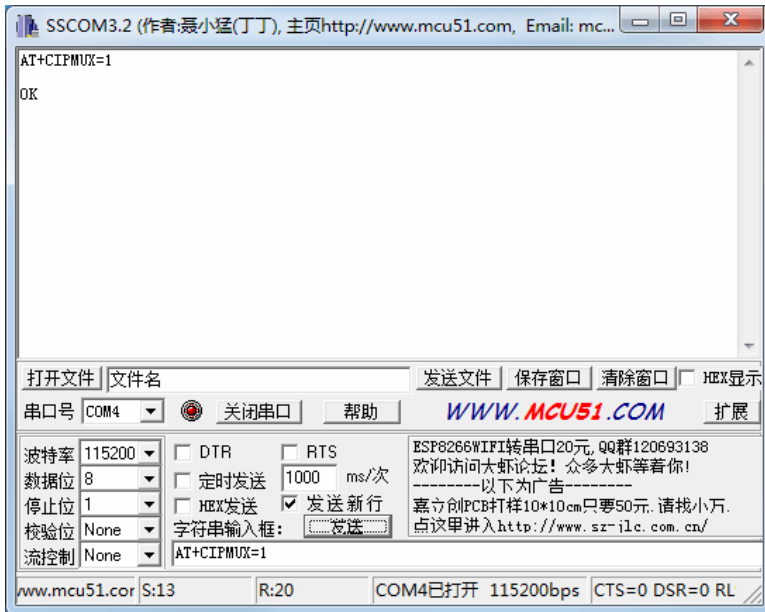 SSCOM3.2 (作者:聂小猛(丁丁), 主页http://www.mcu51.com, Email: mc...
AT+CIPMUX=1
OK
打开文件 文件名 发送文件 保存窗口 清除窗口 HEX显示
串口号 COM4 关闭串口 帮助 WWW.MCU51.COM 扩展
波特率 115200 DTR RTS
数据位 8 定时发送 1000 ms/次
停止位 1 HEX发送 发送新行
校验位 None 字符串输入框: 发送
流控制 None AT+CIPMUX=1
ESP8266WIFI转串口20元,QQ群120693138
欢迎访问大虾论坛! 众多大虾等着你!
--------以下为广告--------
嘉立创PCB打样10*10cm只要50元.请找小万.
点这里进入http://www.sz-jlc.com.cn/
www.mcu51.cor S:13 R:20 COM4已打开 115200bps CTS=0 DSR=0 RL